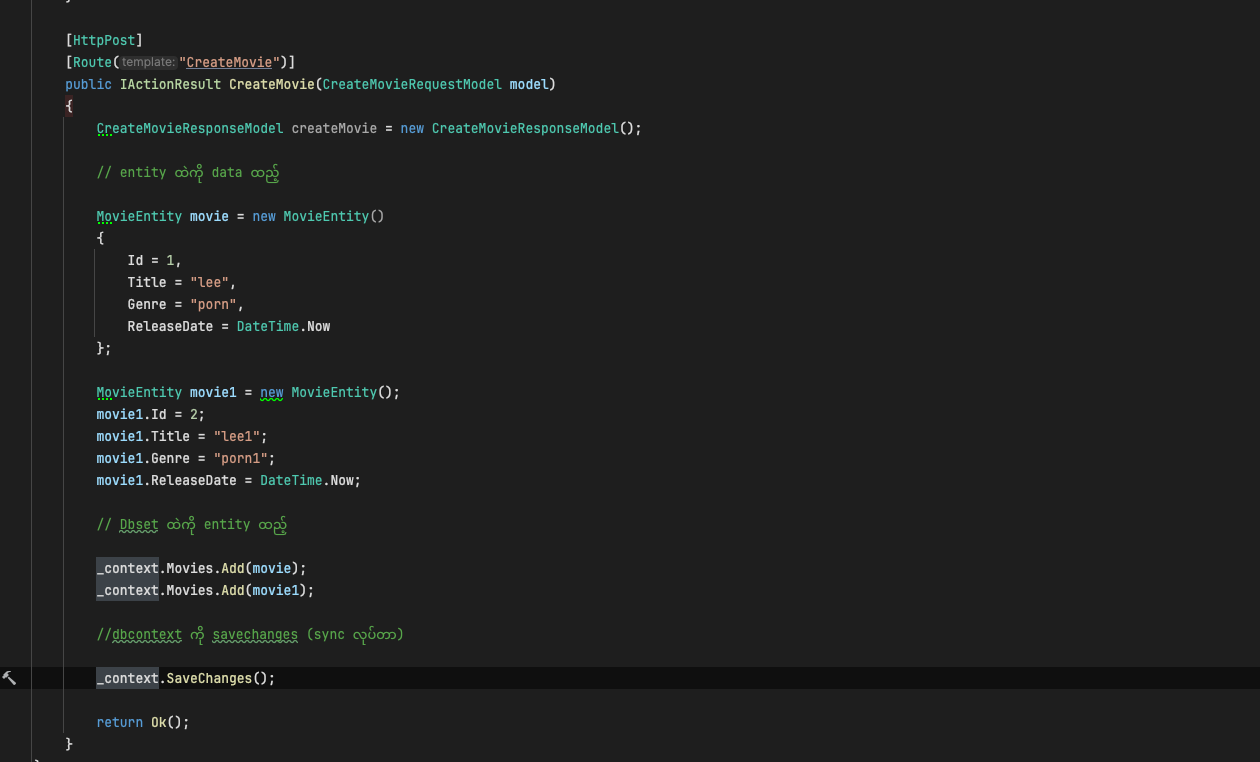 [HttpPost]
[Route(template:"CreateMovie")]
public IActionResult CreateMovie(CreateMovieRequestModel model)
{
CreateMovieResponseModel createMovie = new CreateMovieResponseModel();
// entity ထဲကို data ထည့်
MovieEntity movie = new MovieEntity()
{
Id = 1,
Title = "lee",
Genre = "porn",
ReleaseDate = DateTime.Now
};
MovieEntity movie1 = new MovieEntity();
movie1.Id = 2;
movie1.Title = "lee1";
movie1.Genre = "porn1";
movie1.ReleaseDate = DateTime.Now;
// Dbset ထဲကို entity ထည့်
_context.Movies.Add(movie);
_context.Movies.Add(movie1);
//dbcontext ကို savechanges (sync လုပ်တာ)
_context.SaveChanges();
return Ok();
}